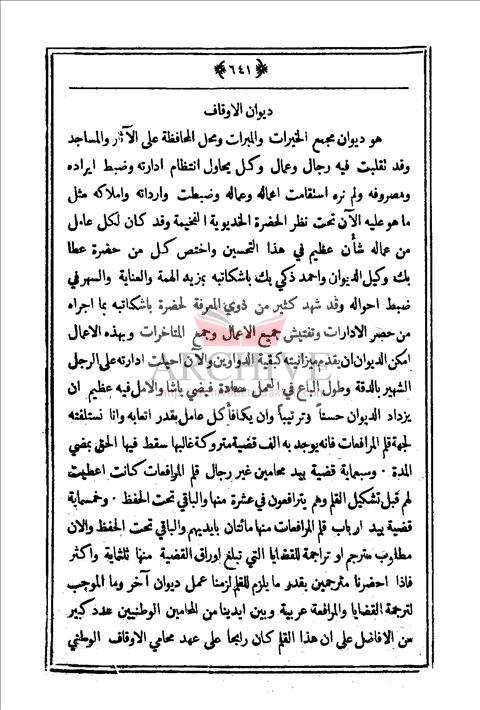 ﴿٦٤١﴾
ديوان الاوقاف
هو ديوان مجمع الخيرات والمبرات ومحل المحافظة على الآثار والمساجد
وقد تقلبت فيه رجال وعمال وكل يحاول انتظام ادارته وضبط ايراده
ومصروفه ولم نره استقامت اعماله وعماله وضبطت وارداته واملاكه مثل
ما هو عليه الآن تحت نظر الحضرة الخديوية الفخيمة وقد كان لكل عامل
من عماله شأن عظيم في هذا التحسين واختص كل من حضرة عطا
بك وكيل الديوان واحمد ذكي بك باشكاتبه بمزيد الهمة والعناية والسهر في
ضبط احواله وقد شهد كثير من ذوي المعرفة لحضرة باشكاتبه بما اجراه
من حصر الادارات وتفتيش جميع الاعمال وجمع المتاخرات وبهذه الاعمال
امكن الديوان ان يقدم ميزانيته كبقية الدواوين والآن احيلت ادارته على الرجل
الشهير بالدقة وطول الباع في العمل سعادة فيضي باشا والامل فيه عظيم ان
يزداد الديوان حسناً وترتيباً وان يكافأ كل عامل بقدر اتعابه وانا نستلفته
لجهة قلم المرافعات فانه يوجد به الف قضية متروكة غالبها سقط فيها الحق بمضي
المدة ٠ وسبعماية قضية بيد محامين غير رجال قلم المرافعات كانت اعطيت
لهم قبل تشكيل القلم وهم يترافعون في عشرة منها والباقي تحت الحفظ ٠ وخمسماية
قضية بيد ارباب قلم المرافعات منها مائتان بايديهم والباقي تحت الحفظ والان
مطلوب مترجم او تراجمة للقضايا التي تبلغ اوراق القضية منها ثلثماية واكثر
فاذا احضرنا مترجمين بقدر ما يلزم للقلم لزمنا عمل ديوان آخر وما الموجب
لترجمة القضايا والمرافعة عربية وبين ايدينا من المحامين الوطنيين عدد كبير
من الافاضل على ان هذا القلم كان رابحاً على عهد محامي الاوقاف الوطني
ARCHIVE